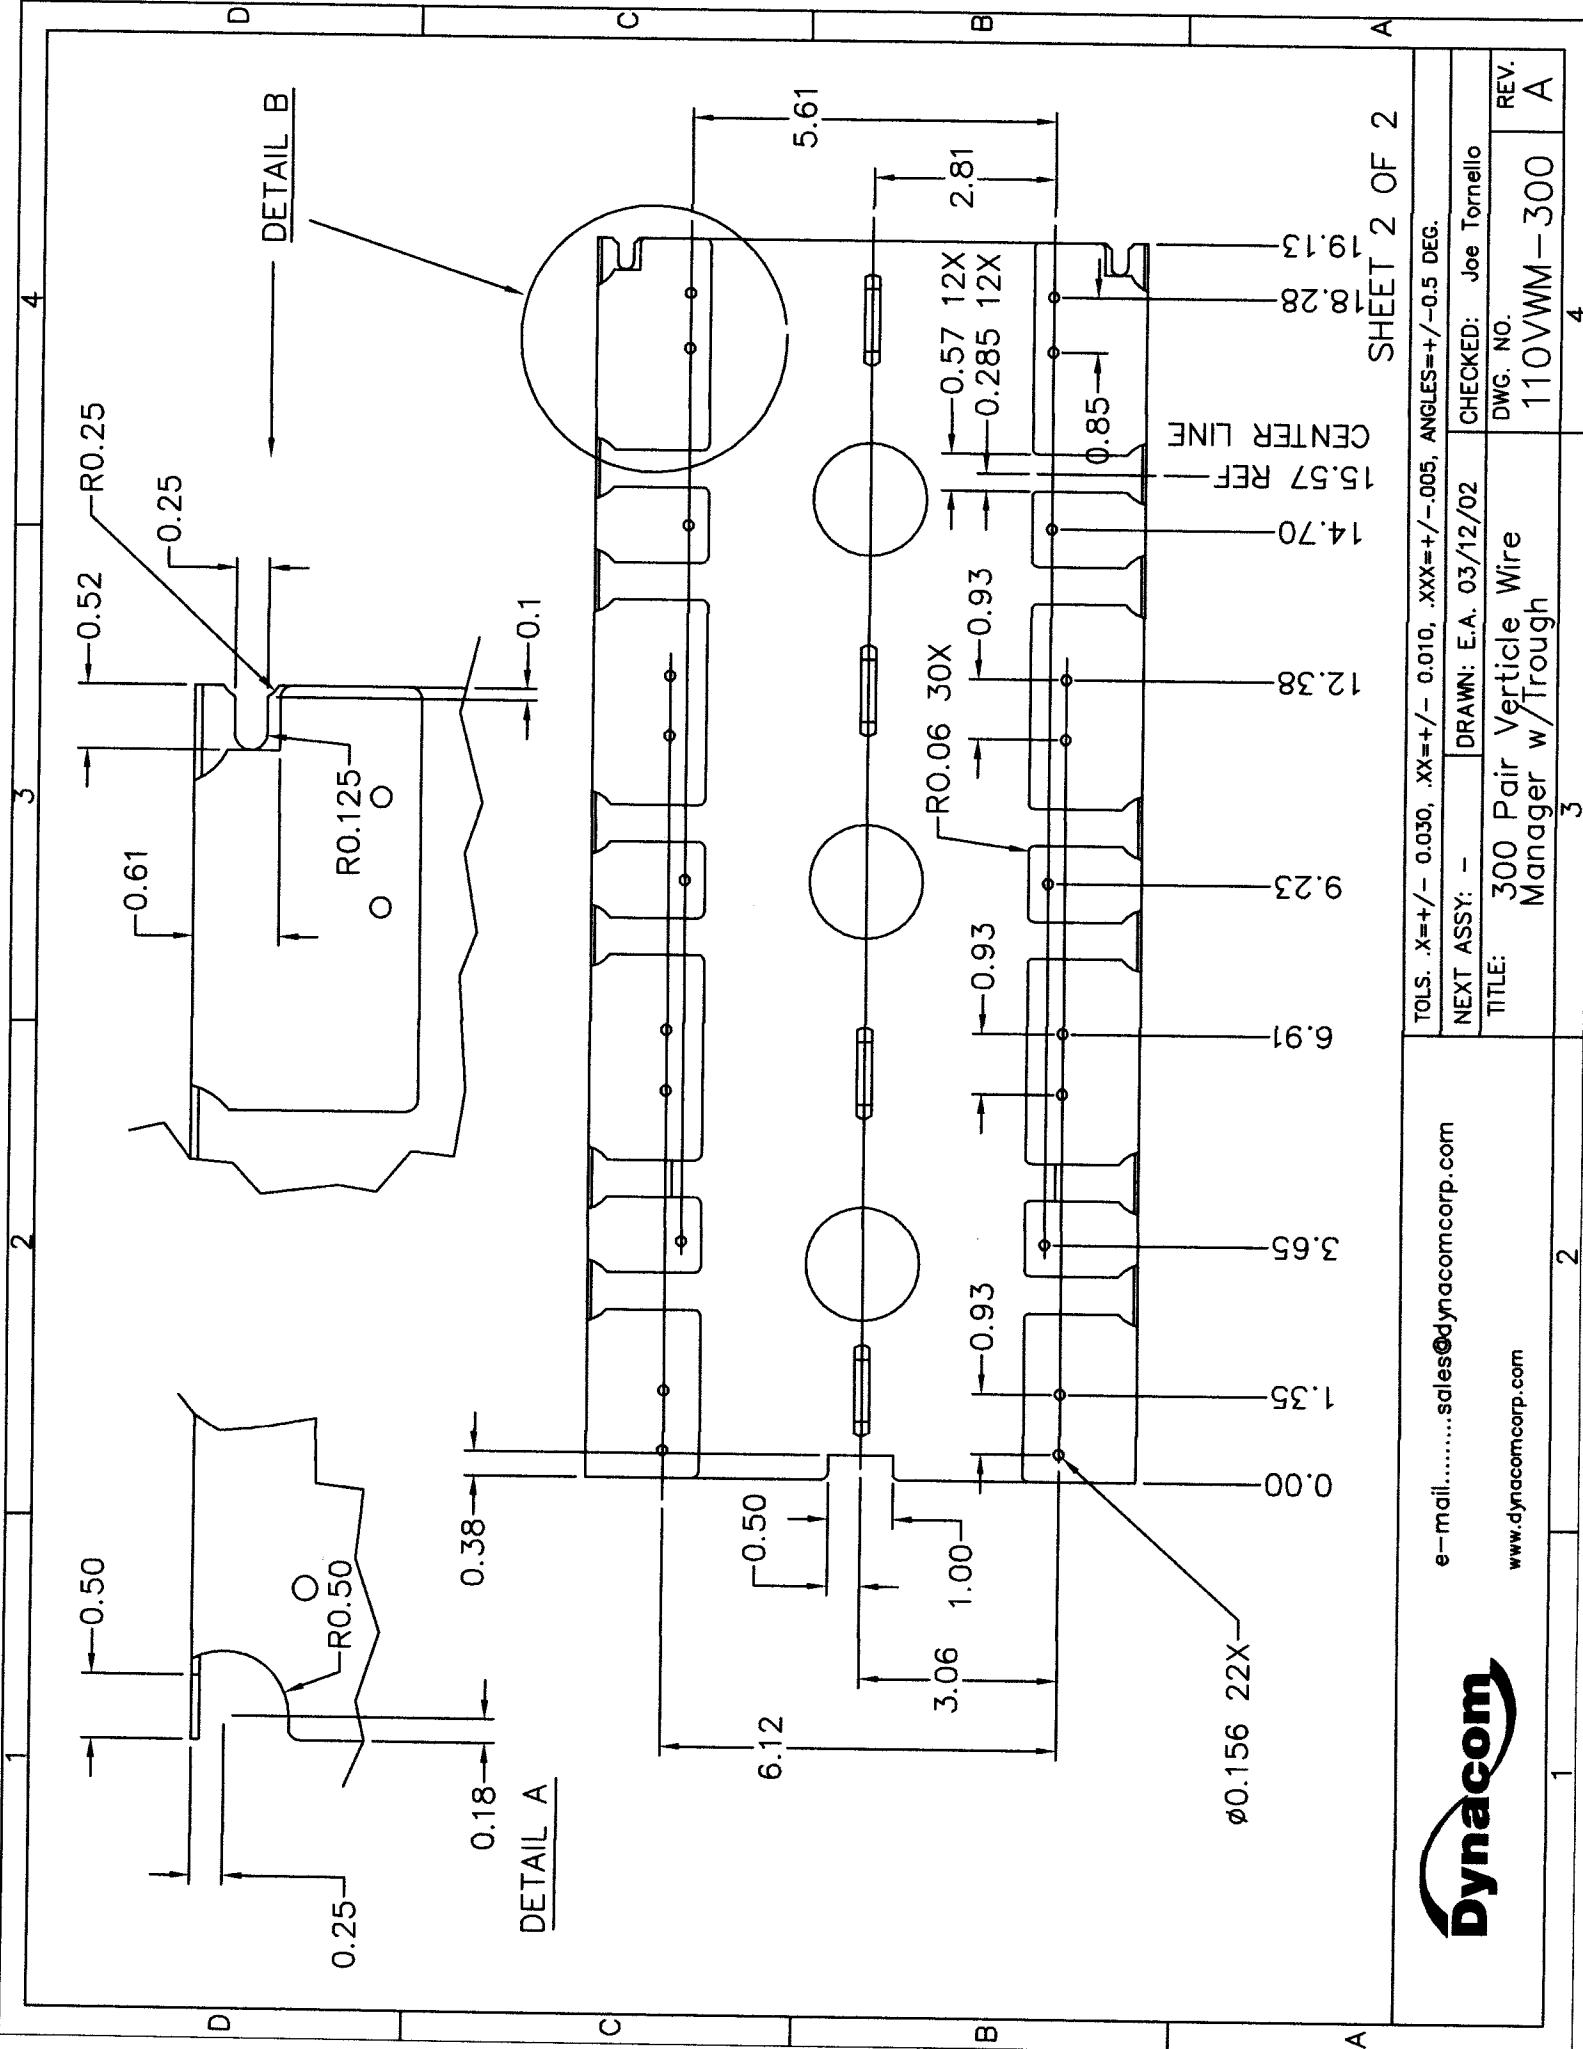 1 2 3 4
D
C
B
A
D
C
B
A
0.50
0.25
0.18
R0.50
DETAIL A
0.61
0.52
0.25
R0.25
R0.125
0.1
DETAIL B
0.38
0.50
1.00
3.06
6.12
Ø0.156 22X
0.93
0.93
0.93
R0.06 30X
0.57 12X
0.285 12X
0.85
2.81
5.61
0.00
1.35
3.65
6.91
9.23
12.38
14.70
15.57 REF
CENTER LINE
18.28
19.13
SHEET 2 OF 2
TOLS. .X=+/- 0.030, .XX=+/- 0.010, .XXX=+/-.005, ANGLES=+/-0.5 DEG.
NEXT ASSY: -
DRAWN: E.A. 03/12/02
CHECKED: Joe Tornello
TITLE:
300 Pair Verticle Wire
Manager w/Trough
DWG. NO.
110VWM-300
REV.
A
Dynacom
e-mail.........sales@dynacomcorp.com
www.dynacomcorp.com
1 2 3 4